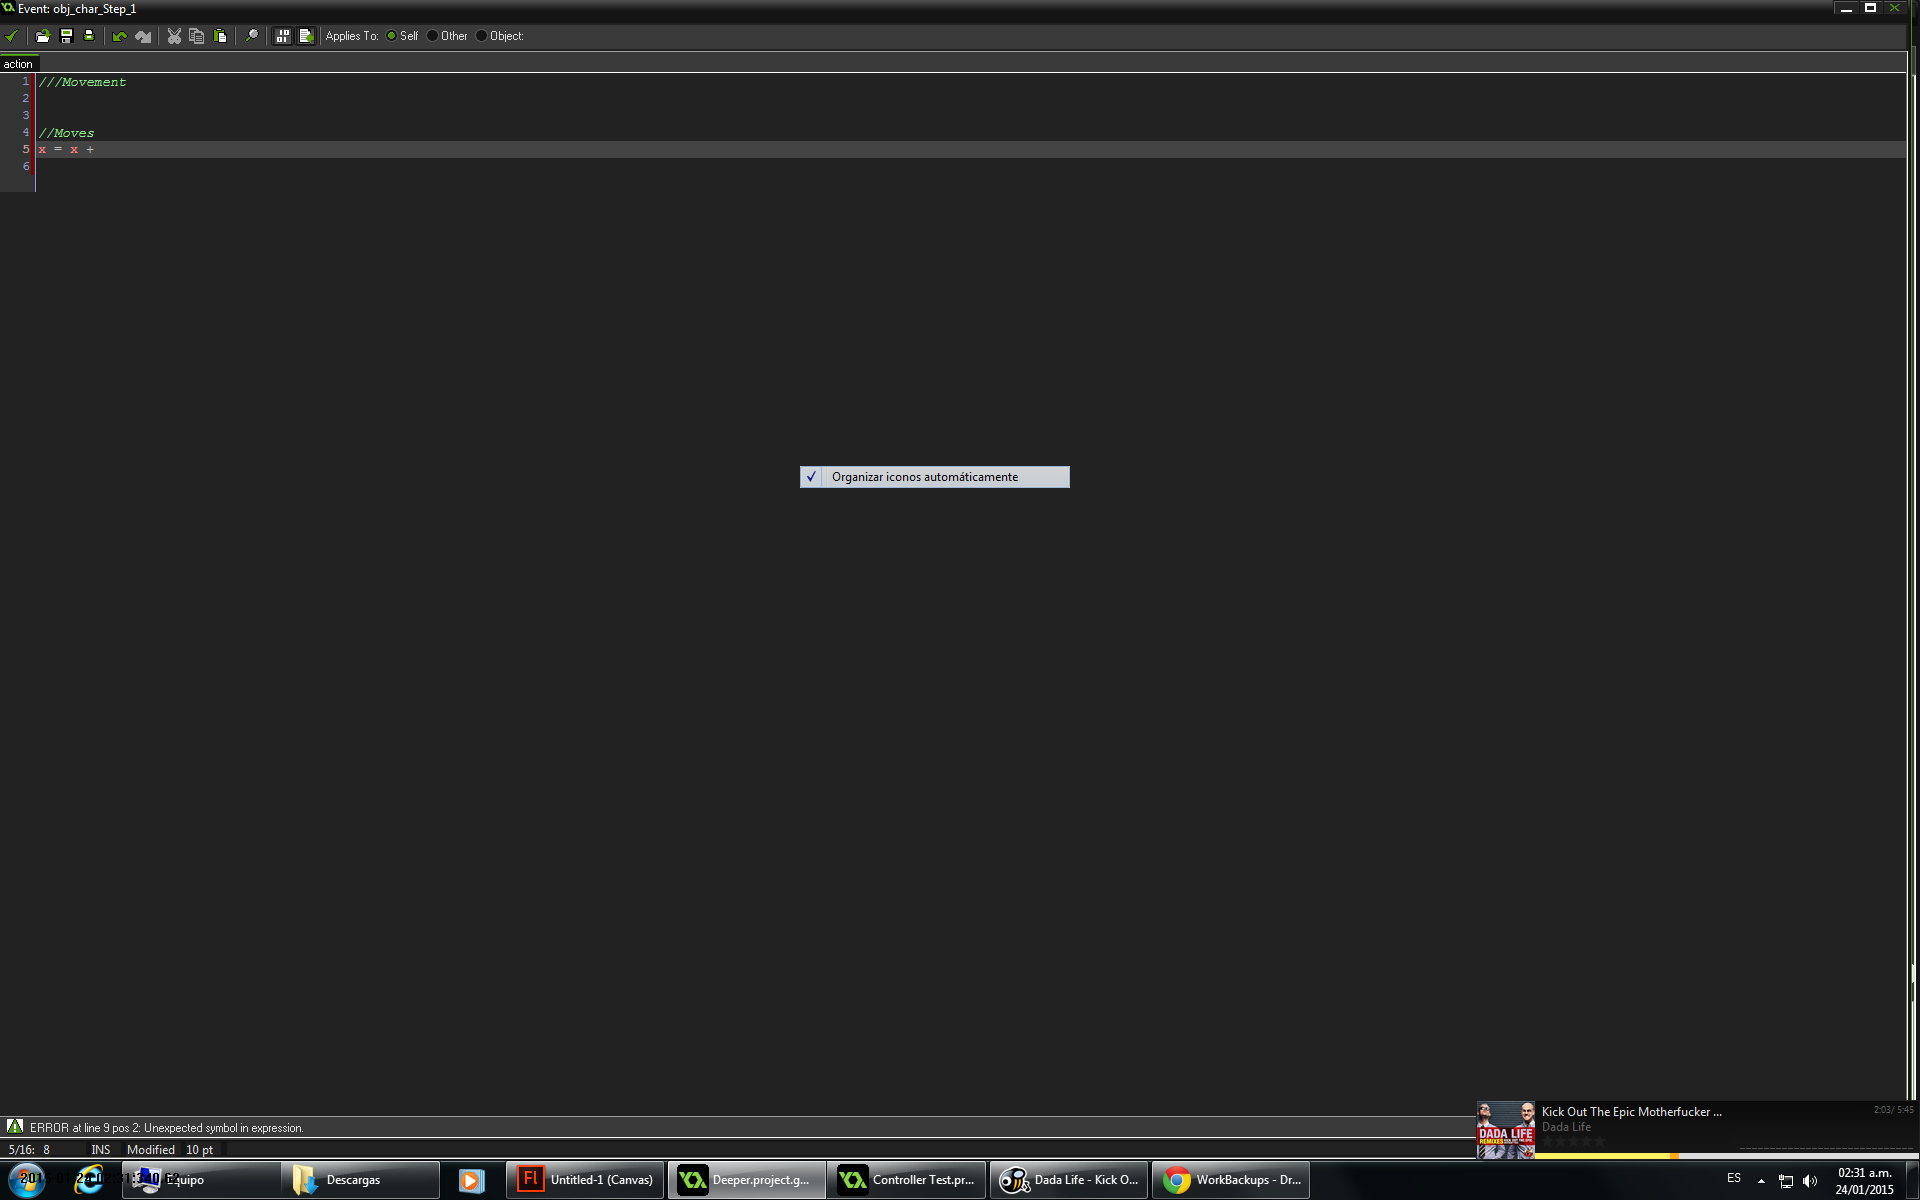 Event: obj_char_Step_1
Applies To: Self Other Object:
action
1 ///Movement
2
3
4 //Moves
5 x = x +
6
✓ Organizar iconos automáticamente
ERROR at line 9 pos 2: Unexpected symbol in expression.
5/16: 8 INS Modified 10 pt
Kick Out The Epic Motherfucker ...
2:03/ 5:45
Dada Life
DADA LIFE
Equipo
Descargas
Fl Untitled-1 (Canvas)
Deeper.project.g...
Controller Test.pr...
Dada Life - Kick O...
WorkBackups - Dr...
ES
02:31 a.m.
24/01/2015